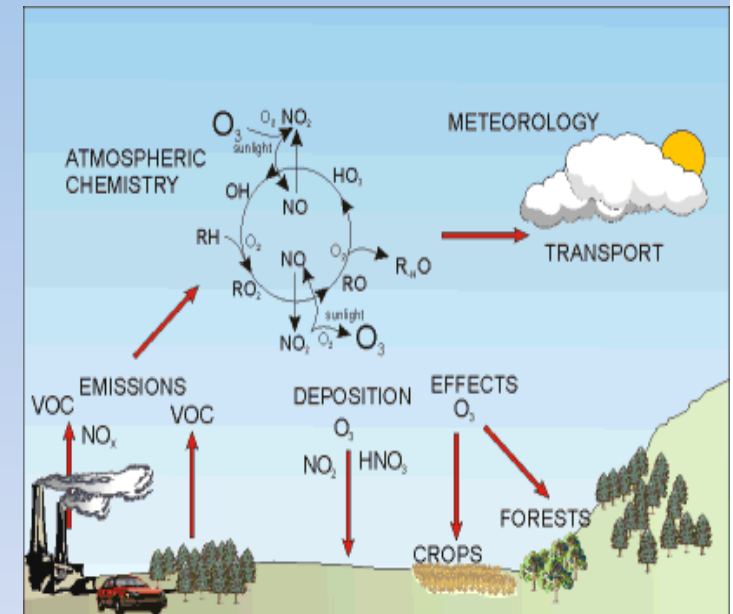 O₃ O₂ NO₂
sunlight
METEOROLOGY
ATMOSPHERIC
CHEMISTRY
OH
HO₂
NO
RH
O₂
NO
O₂
R₋HO
RO₂
RO
TRANSPORT
sunlight
NO₂
O₂
O₃
EMISSIONS
VOC
NOₓ
VOC
DEPOSITION
O₃
NO₂ HNO₃
EFFECTS
O₃
FORESTS
CROPS